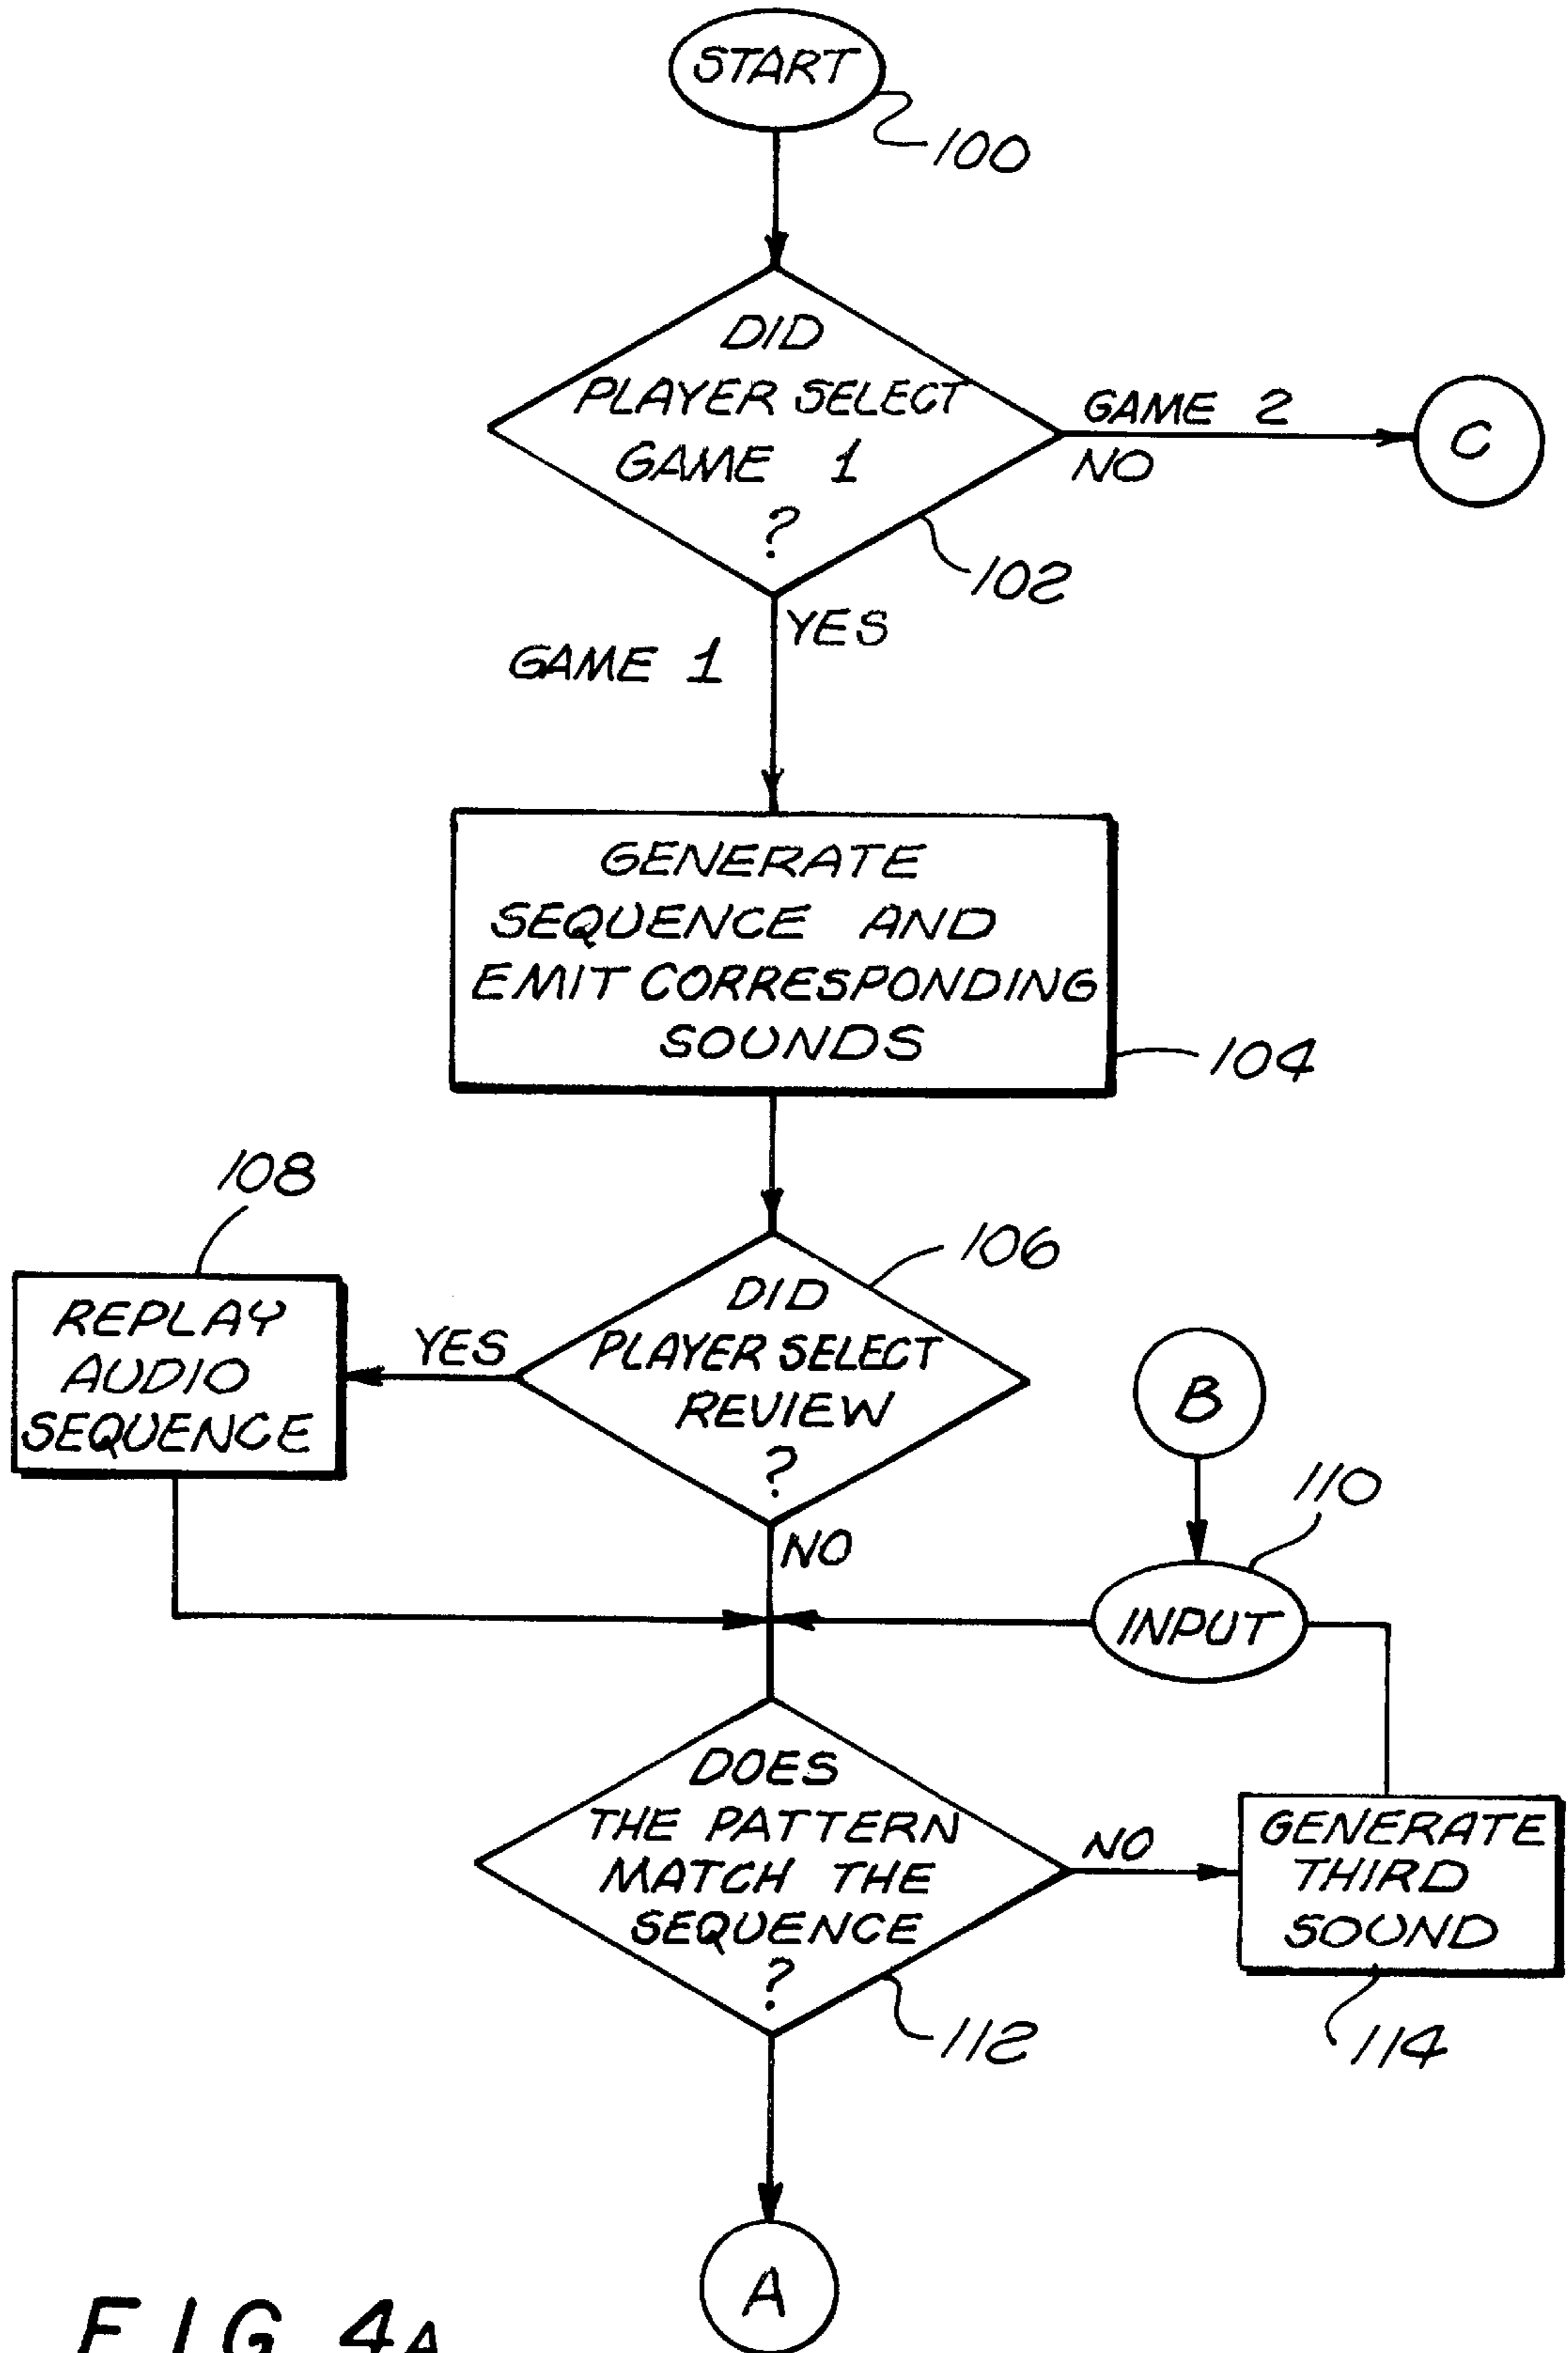 START
100
DID
PLAYER SELECT
GAME 1
?
GAME 2
NO
C
102
YES
GAME 1
GENERATE
SEQUENCE AND
EMIT CORRESPONDING
SOUNDS
104
108
106
REPLAY
AUDIO
SEQUENCE
YES
DID
PLAYER SELECT
REVIEW
?
B
110
NO
INPUT
DOES
THE PATTERN
MATCH THE
SEQUENCE
?
NO
GENERATE
THIRD
SOUND
112
114
A
FIG 4A